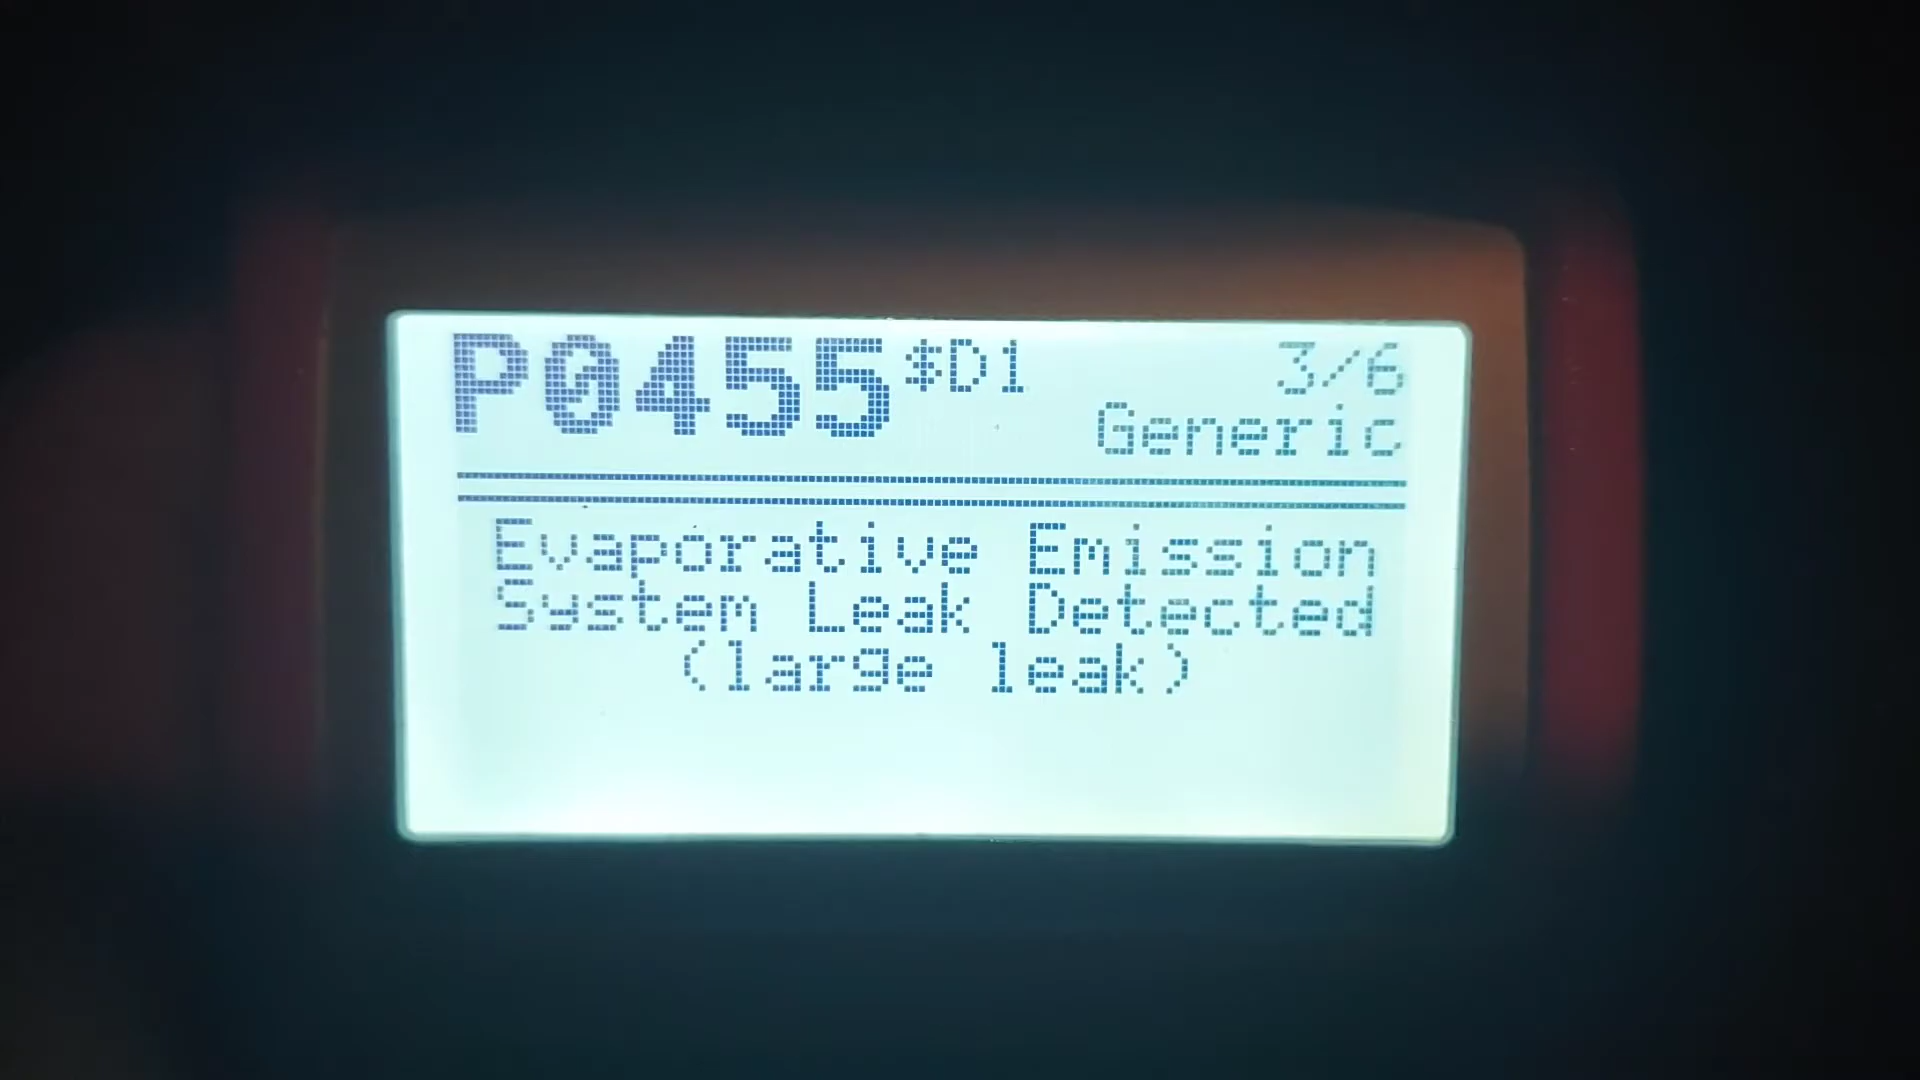 P0455 $D1 3/6
Generic
Evaporative Emission
System Leak Detected
(large leak)